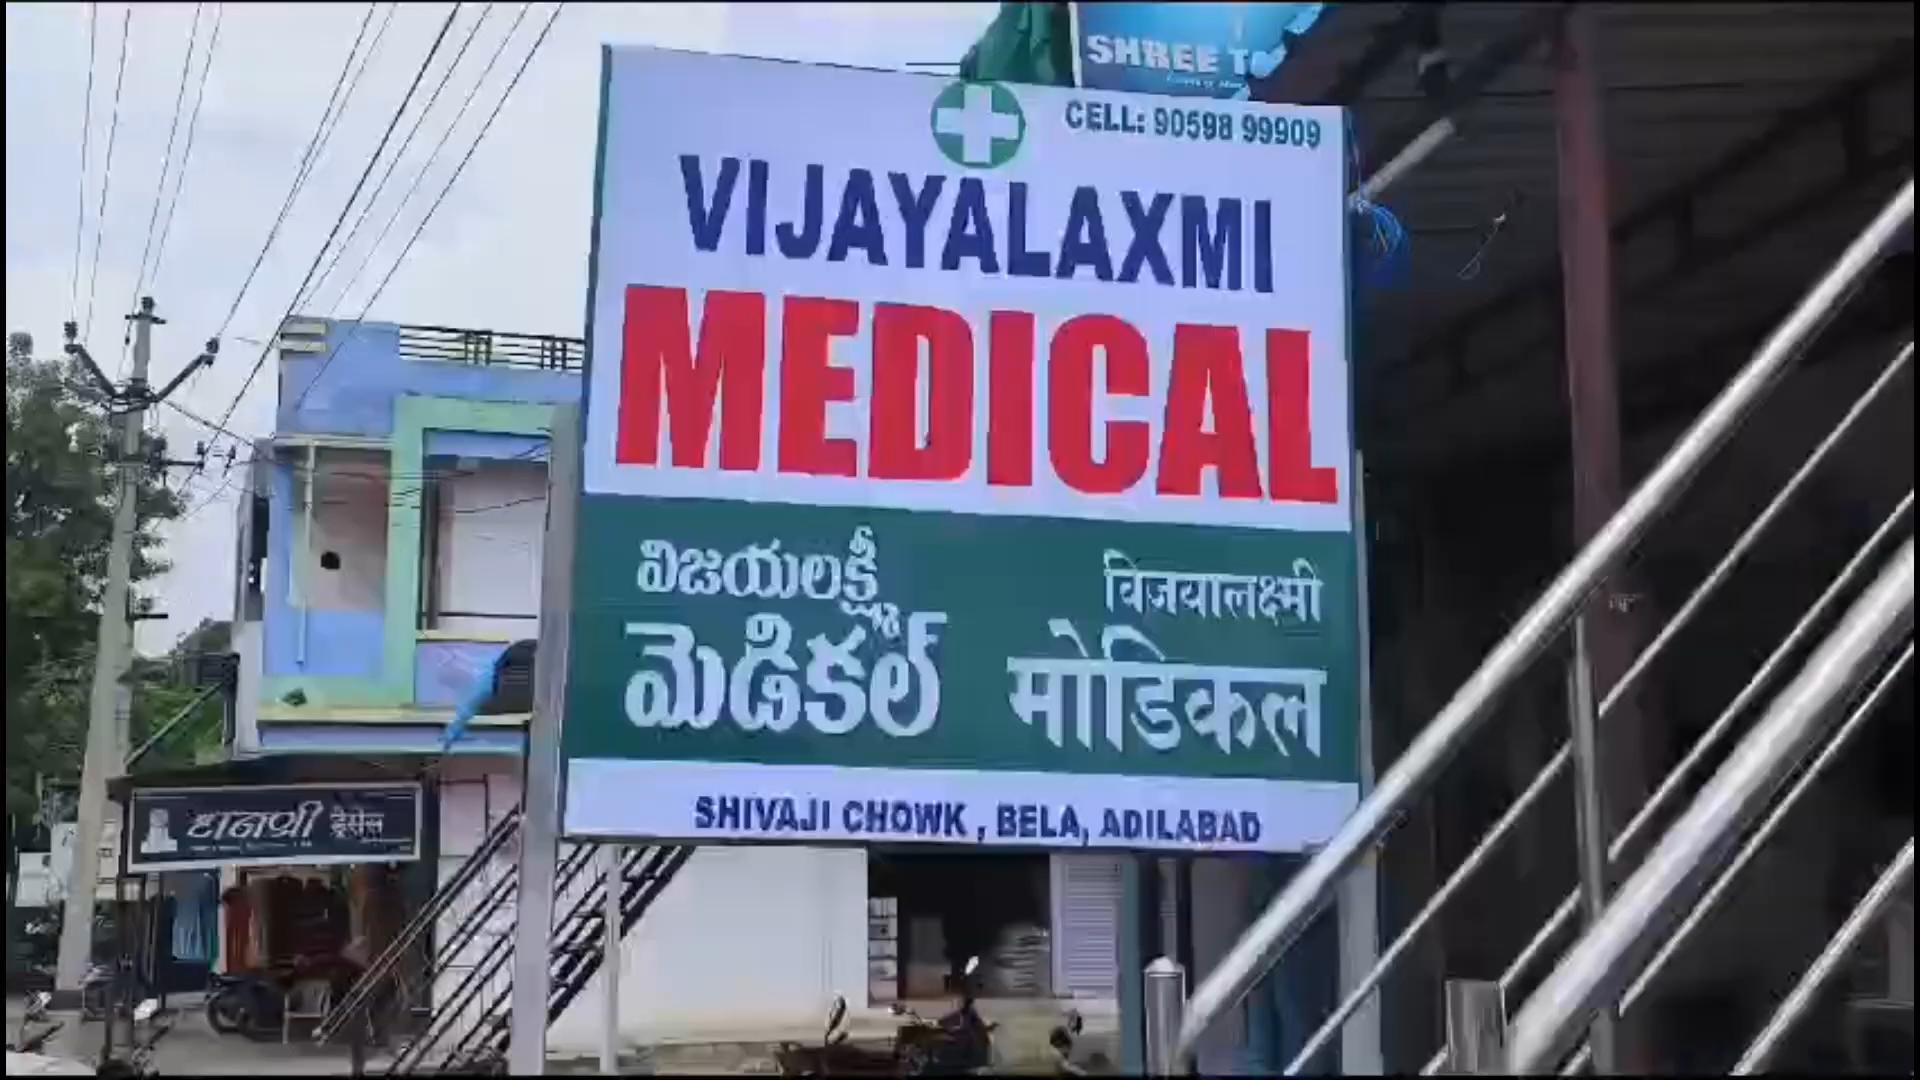 SHREE
CELL: 90598 99909
VIJAYALAXMI
MEDICAL
విజయలక్ష్మి
మెడికల్
विजयालक्ष्मी
मोडिकल
SHIVAJI CHOWK , BELA, ADILABAD
ड्रेसेस